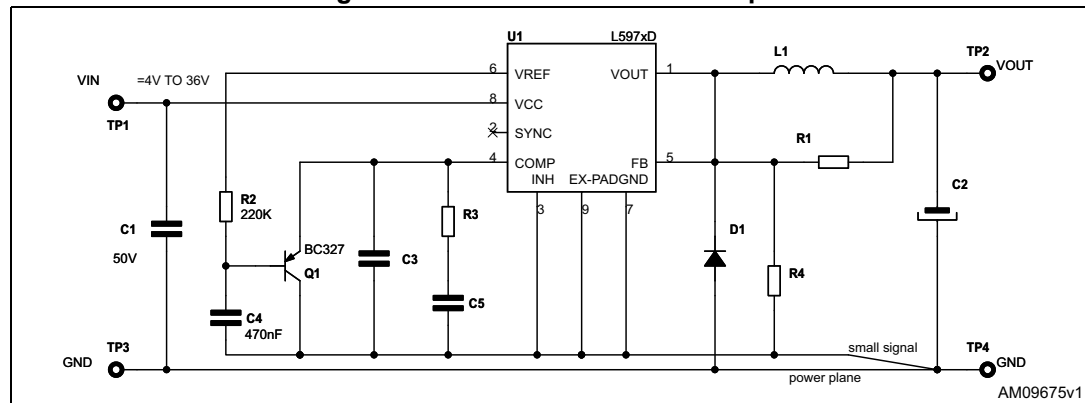 U1
L597xD
L1
TP2
VIN
=4V TO 36V
6
VREF
VOUT
1
VOUT
8
VCC
TP1
2
SYNC
R1
4
COMP
FB
5
INH
EX-PAD
GND
R2
220K
3
9
7
C2
R3
C1
BC327
D1
50V
Q1
C3
R4
C4
470nF
C5
TP3
small signal
TP4
GND
GND
power plane
AM09675v1